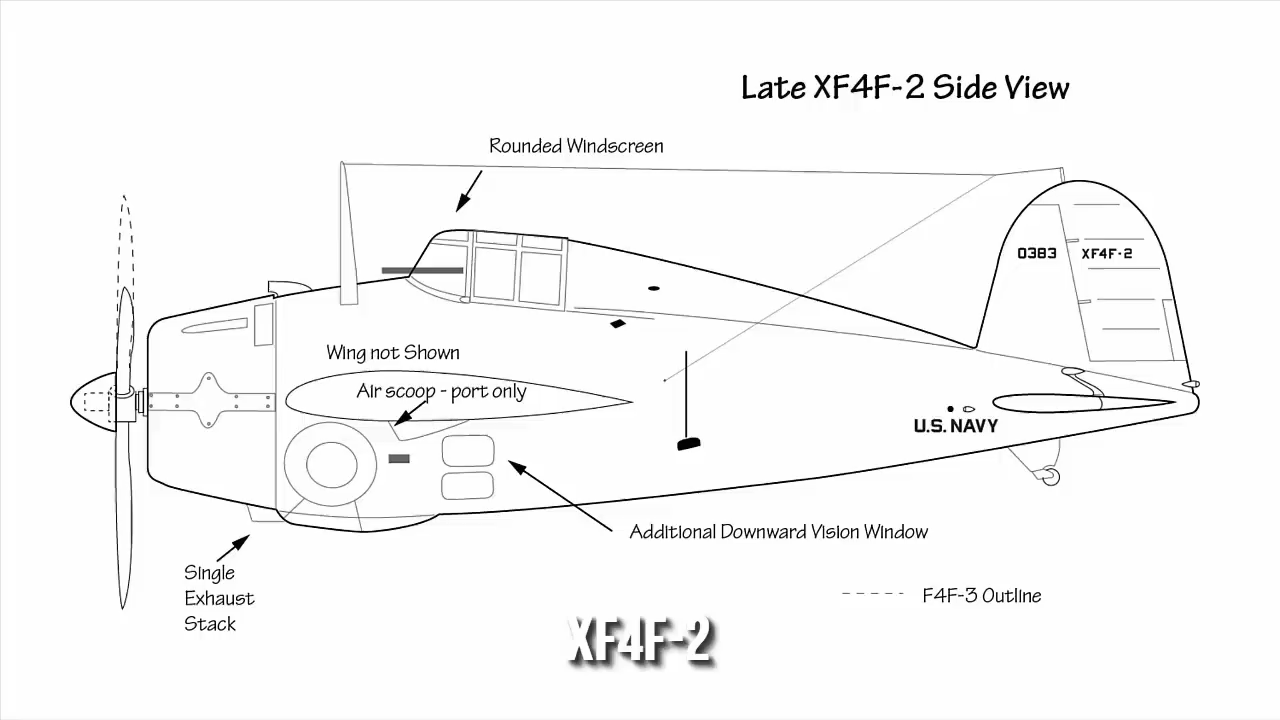 Late XF4F-2 Side View
Rounded Windscreen
0383 XF4F-2
Wing not Shown
Air scoop - port only
U.S. NAVY
Additional Downward Vision Window
Single
Exhaust
Stack
F4F-3 Outline
XF4F-2